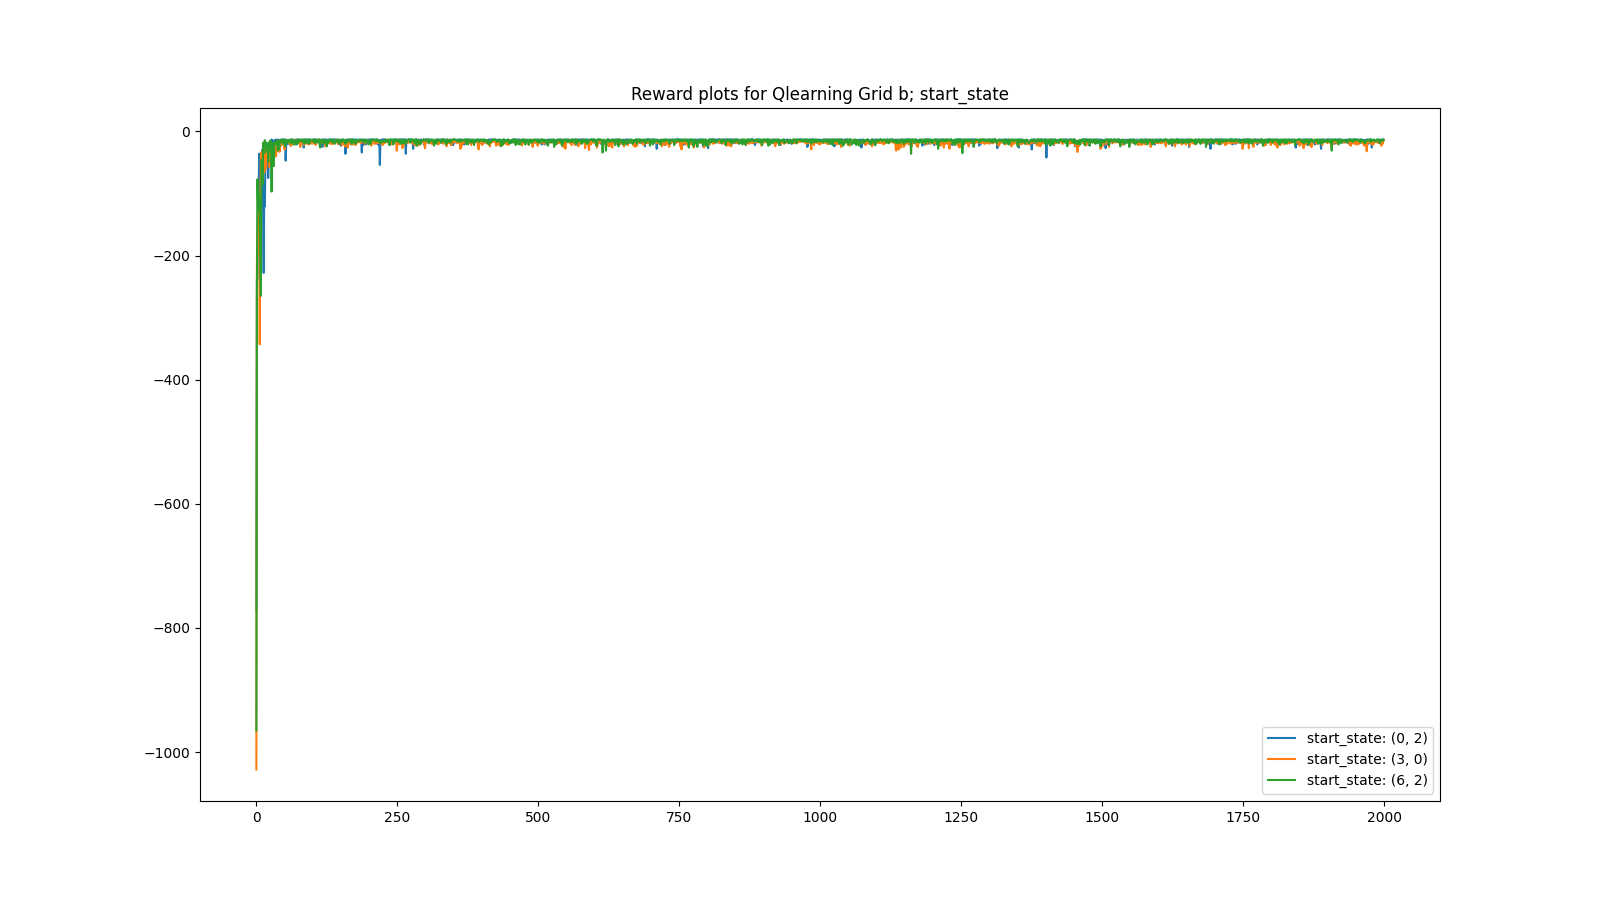 Reward plots for Qlearning Grid b; start_state
0
−200
−400
−600
−800
−1000
0 250 500 750 1000 1250 1500 1750 2000
start_state: (0, 2)
start_state: (3, 0)
start_state: (6, 2)